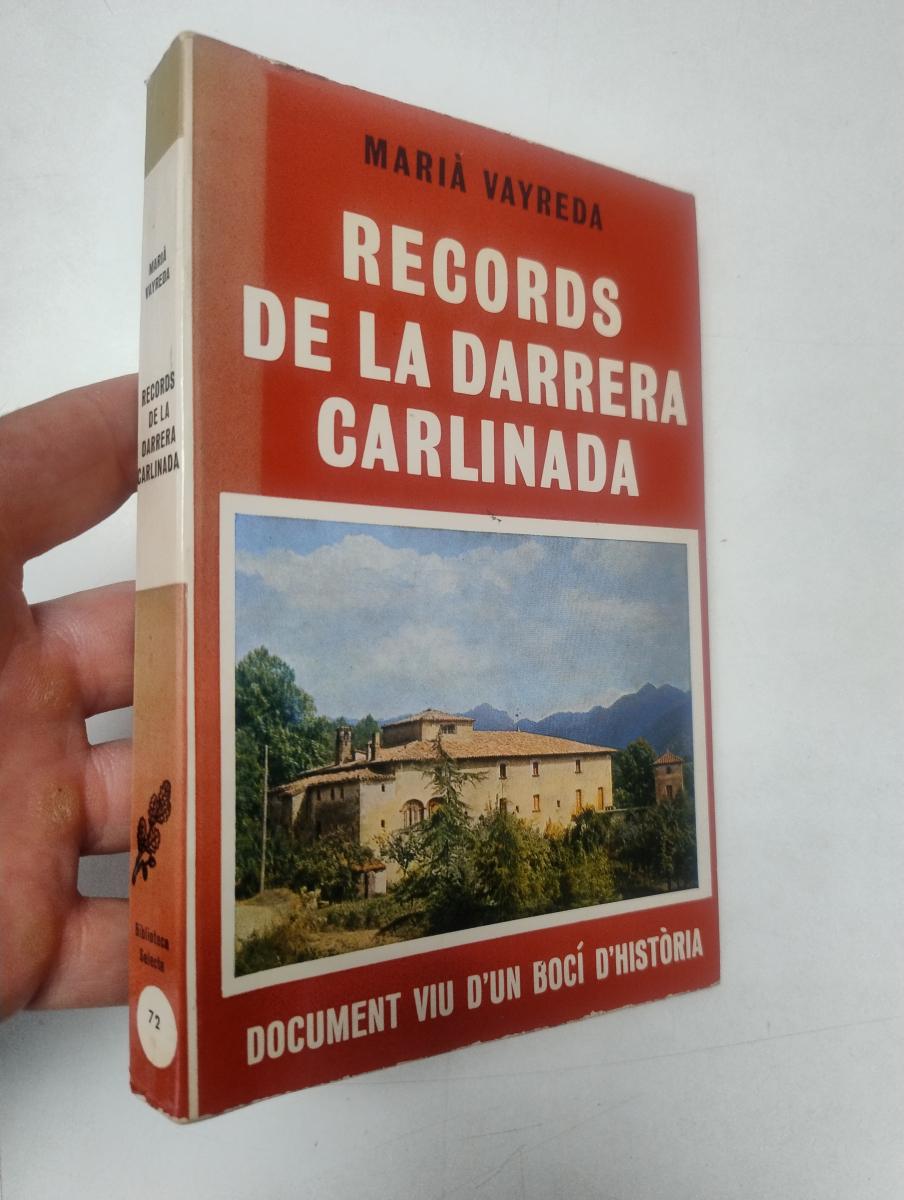 MARIÀ VAYREDA
RECORDS
DE LA DARRERA
CARLINADA
DOCUMENT VIU D'UN BOCÍ D'HISTÒRIA
MARIÀ
VAYREDA
RECORDS
DE LA
DARRERA
CARLINADA
Biblioteca
Selecta
72